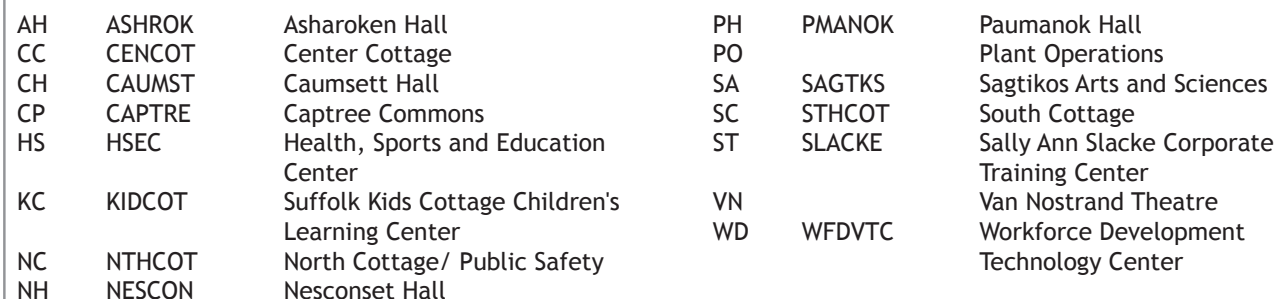 AH ASHROK Asharoken Hall
CC CENCOT Center Cottage
CH CAUMST Caumsett Hall
CP CAPTRE Captree Commons
HS HSEC Health, Sports and Education
Center
KC KIDCOT Suffolk Kids Cottage Children's
Learning Center
NC NTHCOT North Cottage/ Public Safety
NH NESCON Nesconset Hall
PH PMANOK Paumanok Hall
PO Plant Operations
SA SAGTKS Sagtikos Arts and Sciences
SC STHCOT South Cottage
ST SLACKE Sally Ann Slacke Corporate
Training Center
VN Van Nostrand Theatre
WD WFDVTC Workforce Development
Technology Center